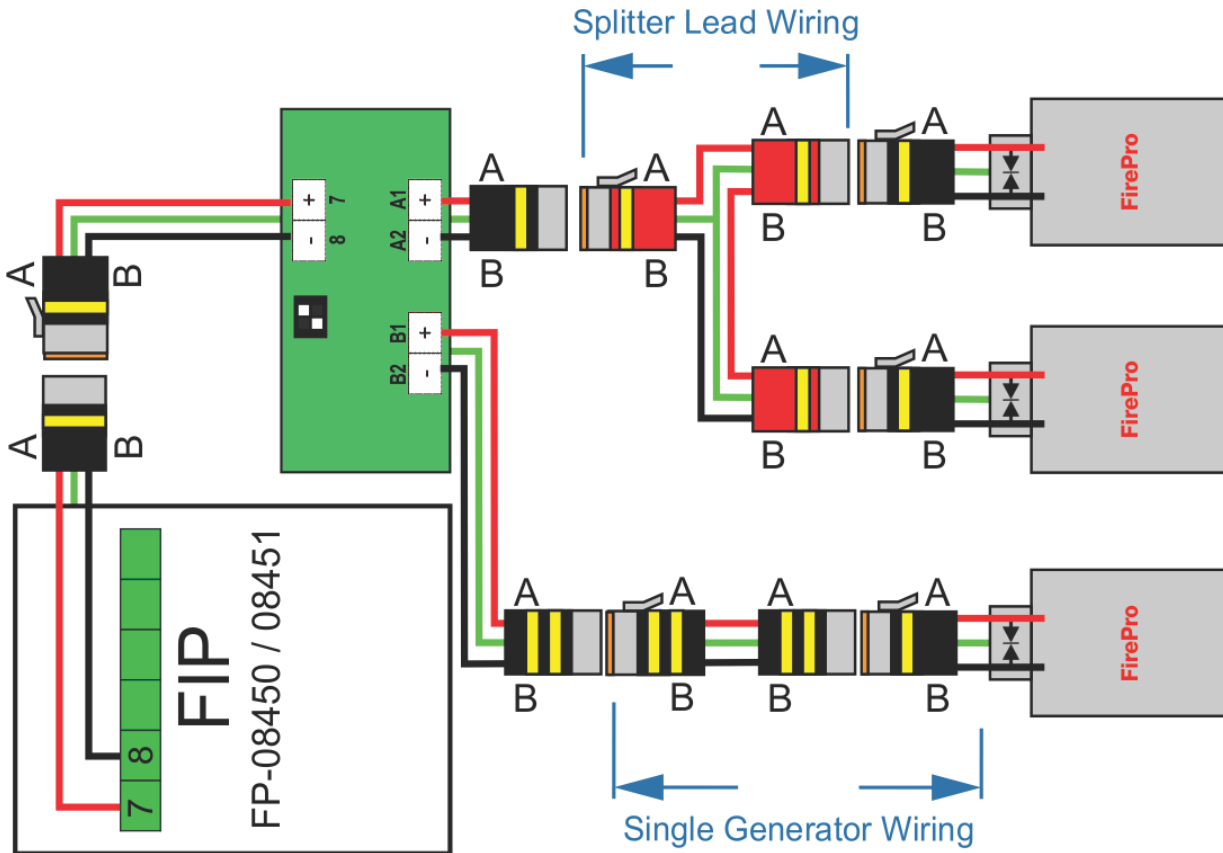 Splitter Lead Wiring
A
B
+
-
7
8
+
-
A1
A2
+
-
B1
B2
A
B
A
B
A
B
A
B
A
B
A
B
FirePro
FirePro
FirePro
A
B
A
B
A
B
A
B
A
B
A
B
7
8
FIP
FP-08450 / 08451
Single Generator Wiring